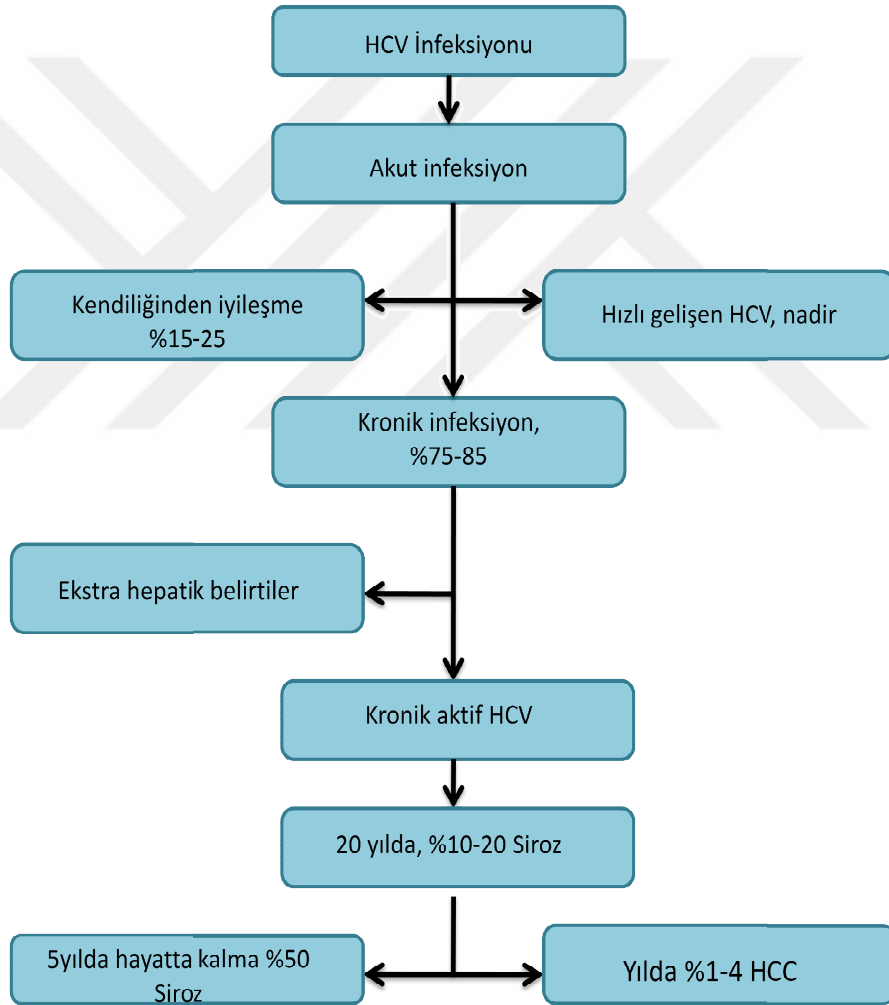 HCV İnfeksiyonu
Akut infeksiyon
Kendiliğinden iyileşme
%15-25
Hızlı gelişen HCV, nadir
Kronik infeksiyon,
%75-85
Ekstra hepatik belirtiler
Kronik aktif HCV
20 yılda, %10-20 Siroz
5yılda hayatta kalma %50
Siroz
Yılda %1-4 HCC